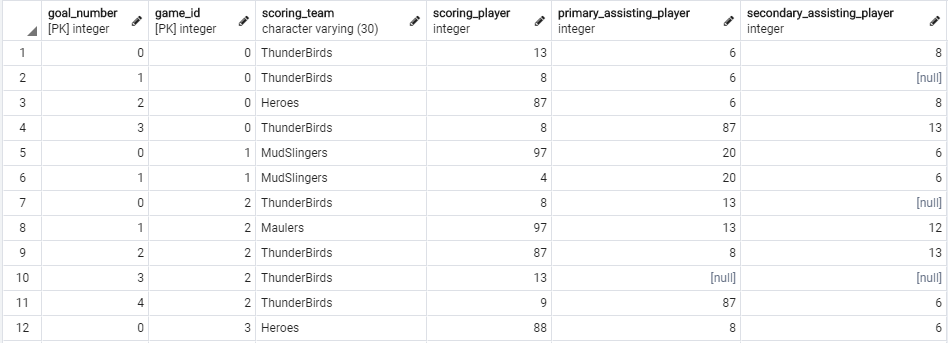 goal_number game_id scoring_team scoring_player primary_assisting_player secondary_assisting_player
[PK] integer [PK] integer character varying (30) integer integer integer
1 0 0 ThunderBirds 13 6 8
2 1 0 ThunderBirds 8 6 [null]
3 2 0 Heroes 87 6 8
4 3 0 ThunderBirds 8 87 13
5 0 1 MudSlingers 97 20 6
6 1 1 MudSlingers 4 20 6
7 0 2 ThunderBirds 8 13 [null]
8 1 2 Maulers 97 13 12
9 2 2 ThunderBirds 87 8 13
10 3 2 ThunderBirds 13 [null] [null]
11 4 2 ThunderBirds 9 87 6
12 0 3 Heroes 88 8 6